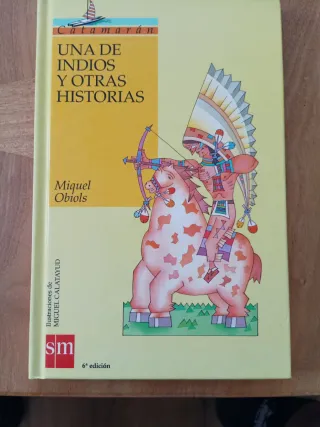 Catamarán
UNA DE
INDIOS
Y OTRAS
HISTORIAS
Miquel
Obiols
Ilustraciones de
MIGUEL CALATAYUD
sm
6ª edición